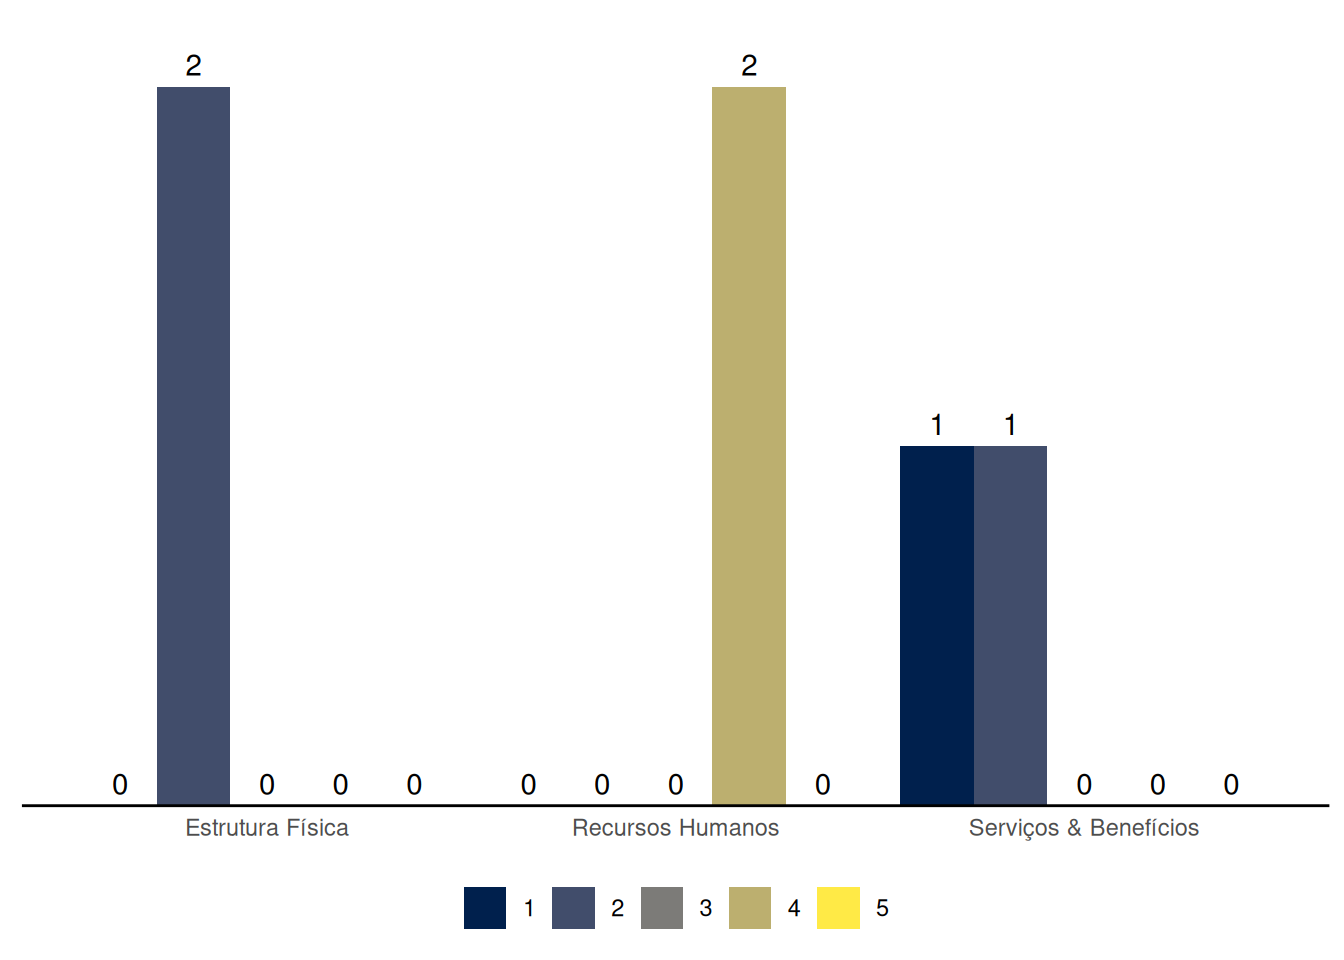 2 2
1 1
0 0 0 0 0 0 0 0 0 0 0
Estrutura Física Recursos Humanos Serviços & Benefícios
1 2 3 4 5